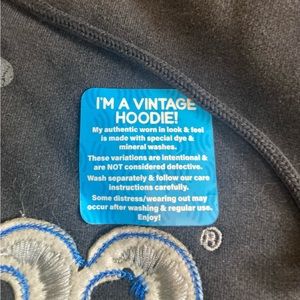 I'M A VINTAGE
HOODIE!
My authentic worn in look & feel
is made with special dye &
mineral washes.
These variations are intentional &
are NOT considered defective.
Wash separately & follow our care
instructions carefully.
Some distress/wearing out may
occur after washing & regular use.
Enjoy!
®